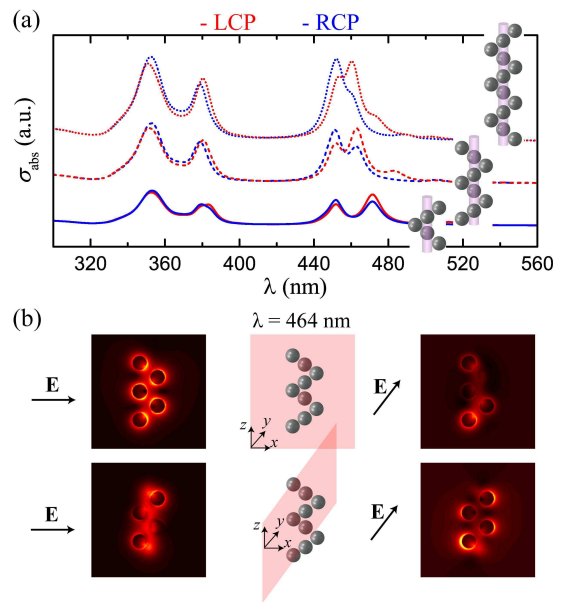 (a)
- LCP - RCP
σabs (a.u.)
320 360 400 440 480 520 560
λ (nm)
(b)
λ = 464 nm
E
z y x
E
E
z y x
E